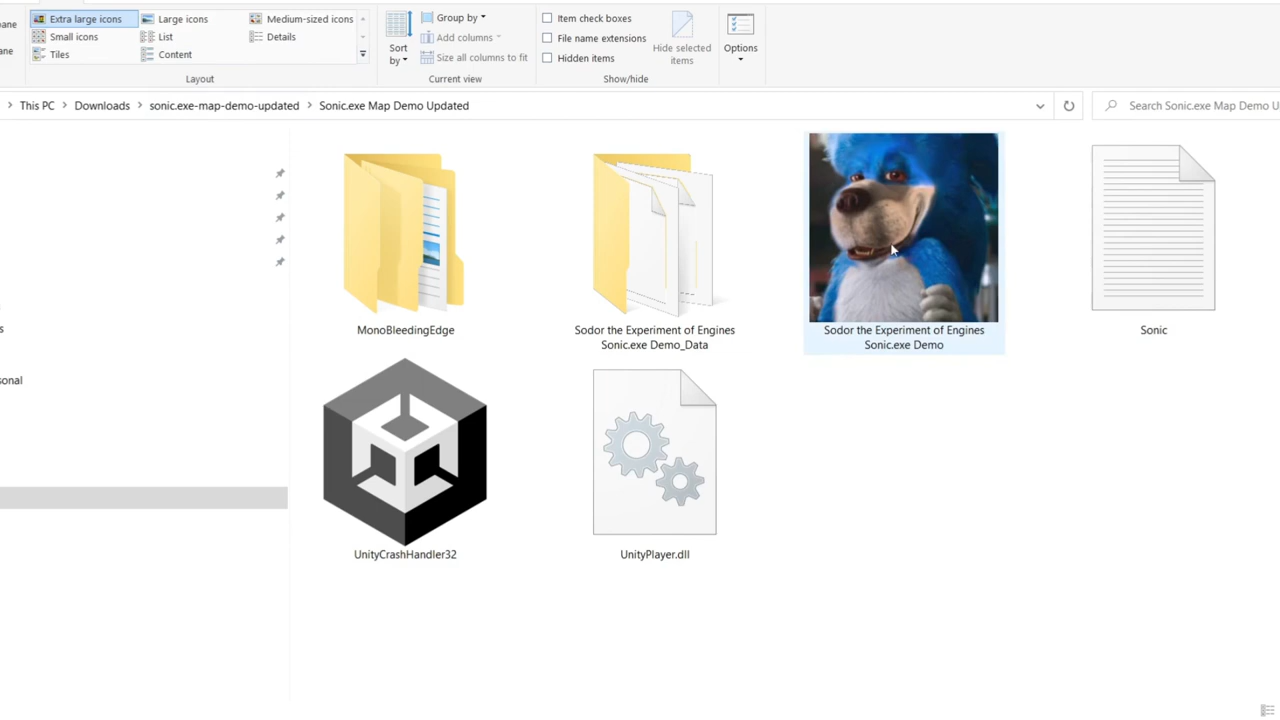 ane
ane
Extra large icons
Large icons
Medium-sized icons
Small icons
List
Details
Tiles
Content
Layout
Sort by
Group by
Add columns
Size all columns to fit
Current view
Item check boxes
File name extensions
Hidden items
Hide selected
items
Show/hide
Options
This PC > Downloads > sonic.exe-map-demo-updated > Sonic.exe Map Demo Updated
Search Sonic.exe Map Demo U
s
sonal
MonoBleedingEdge
Sodor the Experiment of Engines
Sonic.exe Demo_Data
Sodor the Experiment of Engines
Sonic.exe Demo
Sonic
UnityCrashHandler32
UnityPlayer.dll